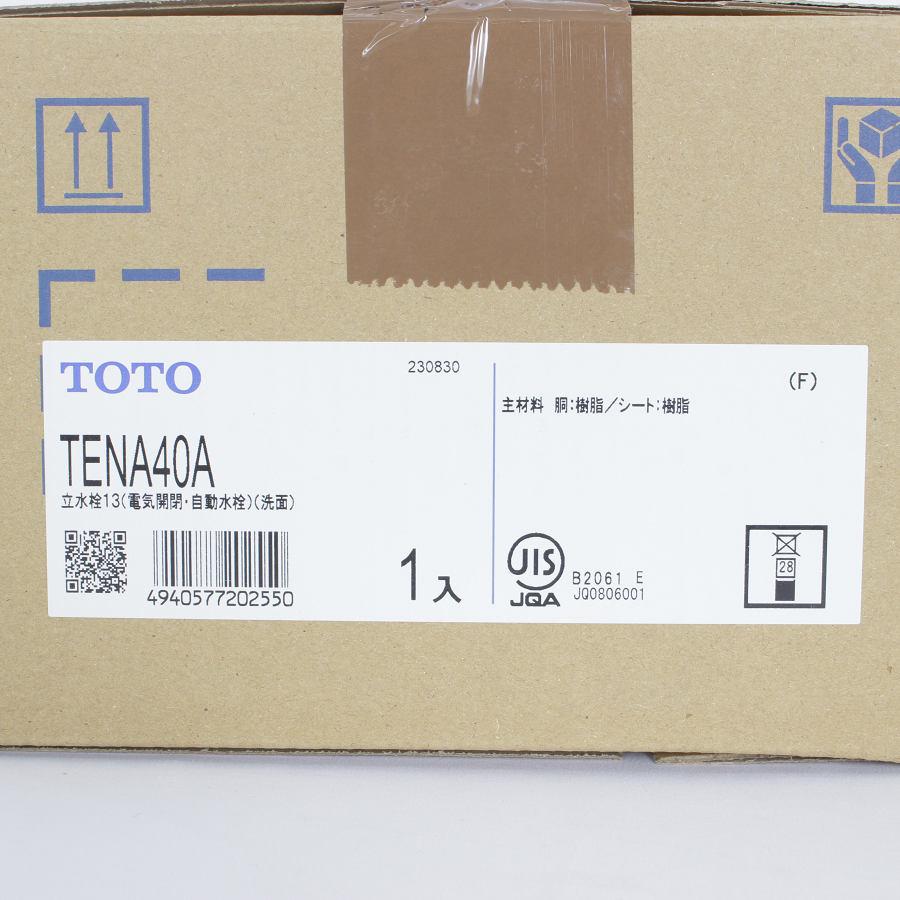 TOTO
230830
TENA40A
立水栓13(電気開閉・自動水栓)(洗面)
4940577202550
1入
主材料 胴:樹脂/シート:樹脂
(F)
JIS
JQA
B2061 E
JQ0806001
28